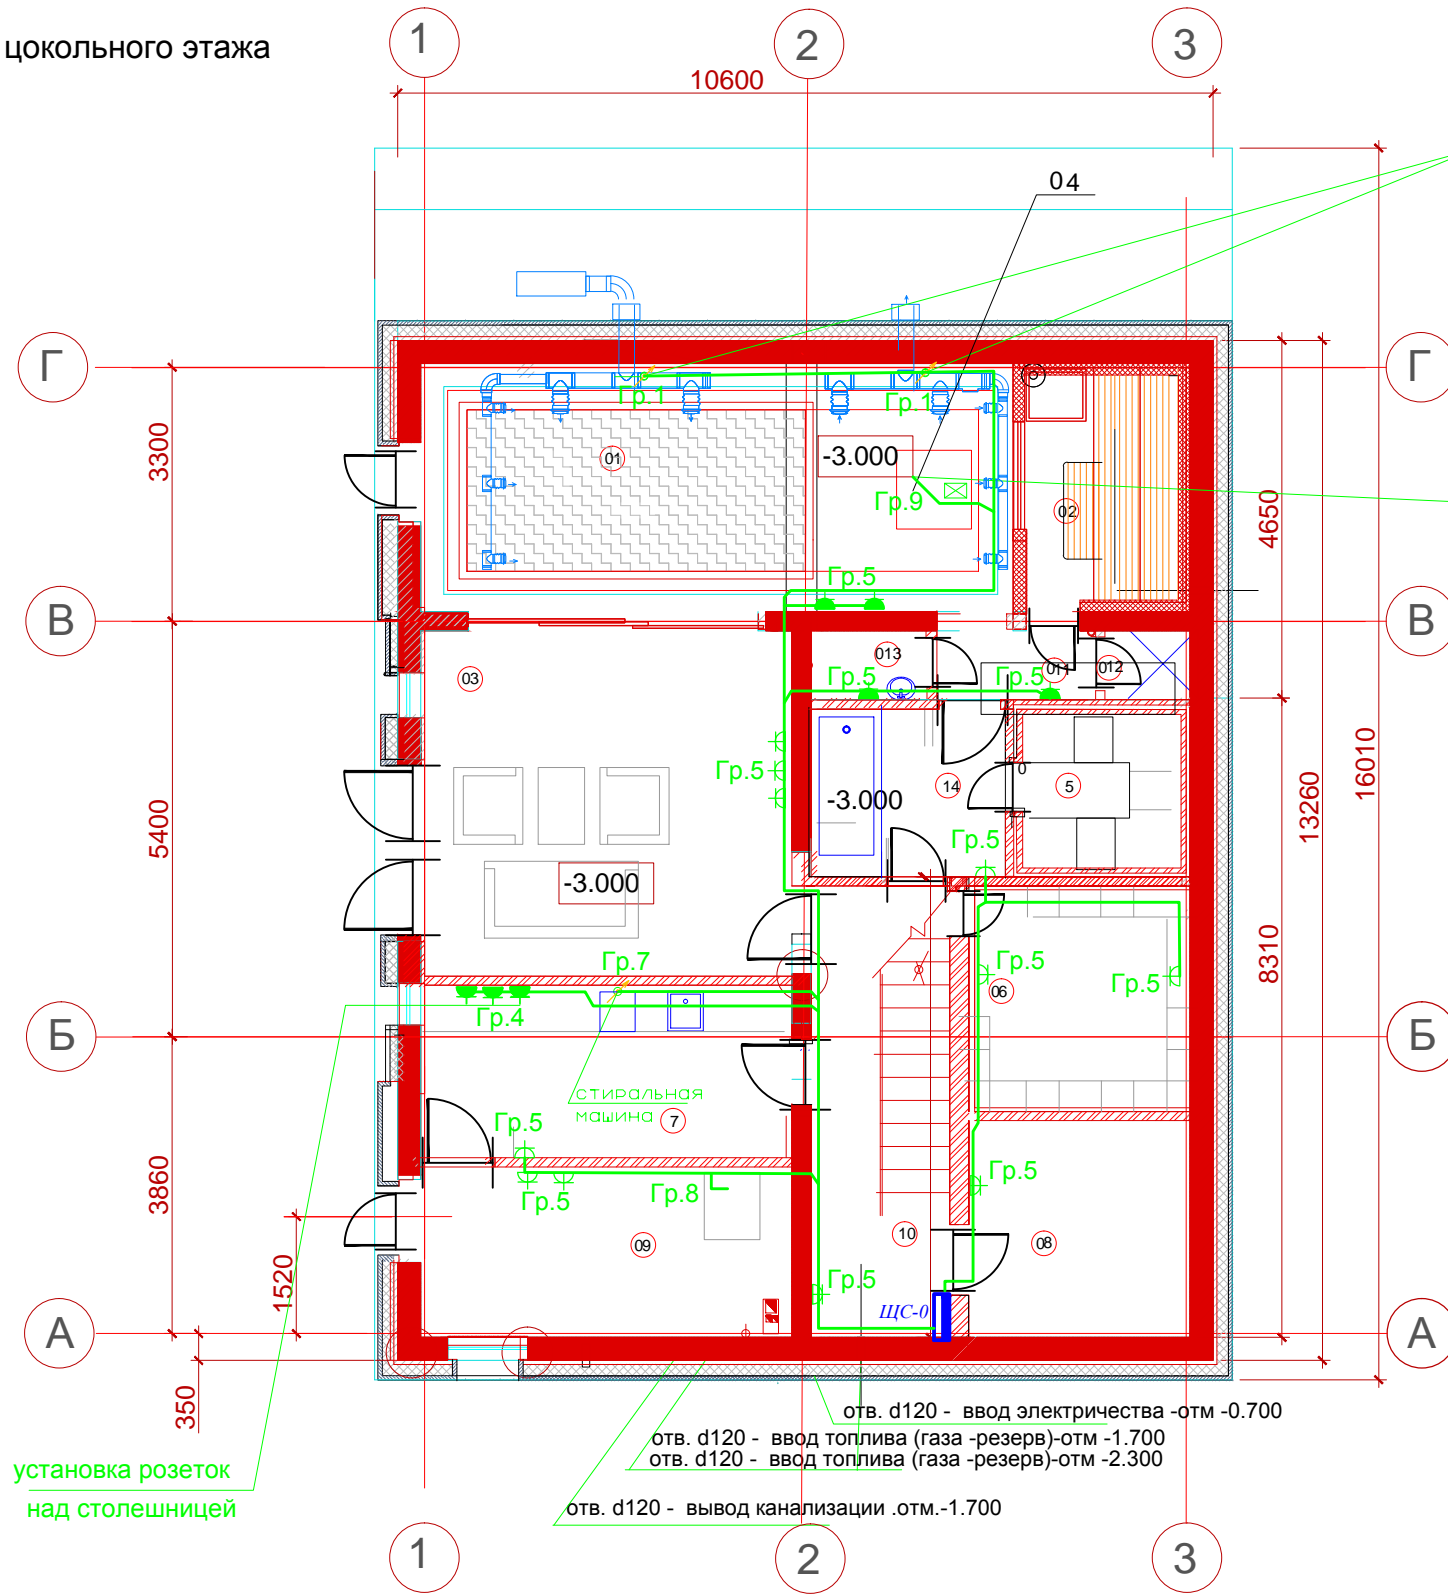 цокольного этажа
1
2
3
10600
04
Г
Г
Гр.1
Гр.1
3300
01
-3.000
Гр.9
02
4650
Гр.5
В
В
013
011
012
03
Гр.5
Гр.5
16010
Гр.5
0
14
5
-3.000
13260
5400
Гр.5
-3.000
8310
Гр.7
Гр.5
Гр.5
06
Гр.4
Б
Б
стиральная
машина
7
Гр.5
3860
Гр.5
Гр.8
Гр.5
09
10
08
1520
Гр.5
ЩС-0
А
А
350
отв. d120 - ввод электричества -отм -0.700
отв. d120 - ввод топлива (газа -резерв)-отм -1.700
отв. d120 - ввод топлива (газа -резерв)-отм -2.300
установка розеток
над столешницей
отв. d120 - вывод канализации .отм.-1.700
1
2
3